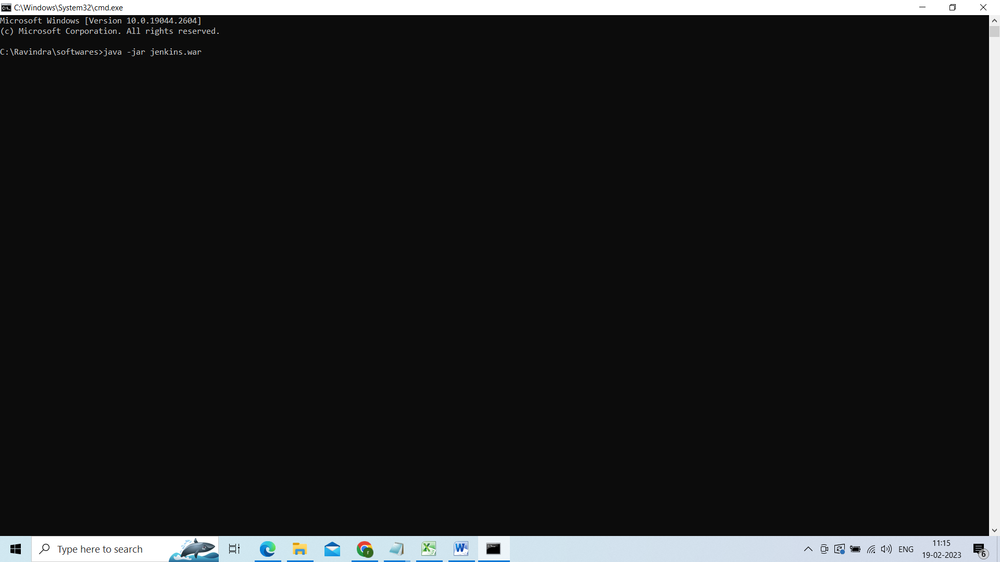 C:\Windows\System32\cmd.exe
Microsoft Windows [Version 10.0.19044.2604]
(c) Microsoft Corporation. All rights reserved.
C:\Ravindra\softwares>java -jar jenkins.war
Type here to search
ENG
11:15
19-02-2023
6